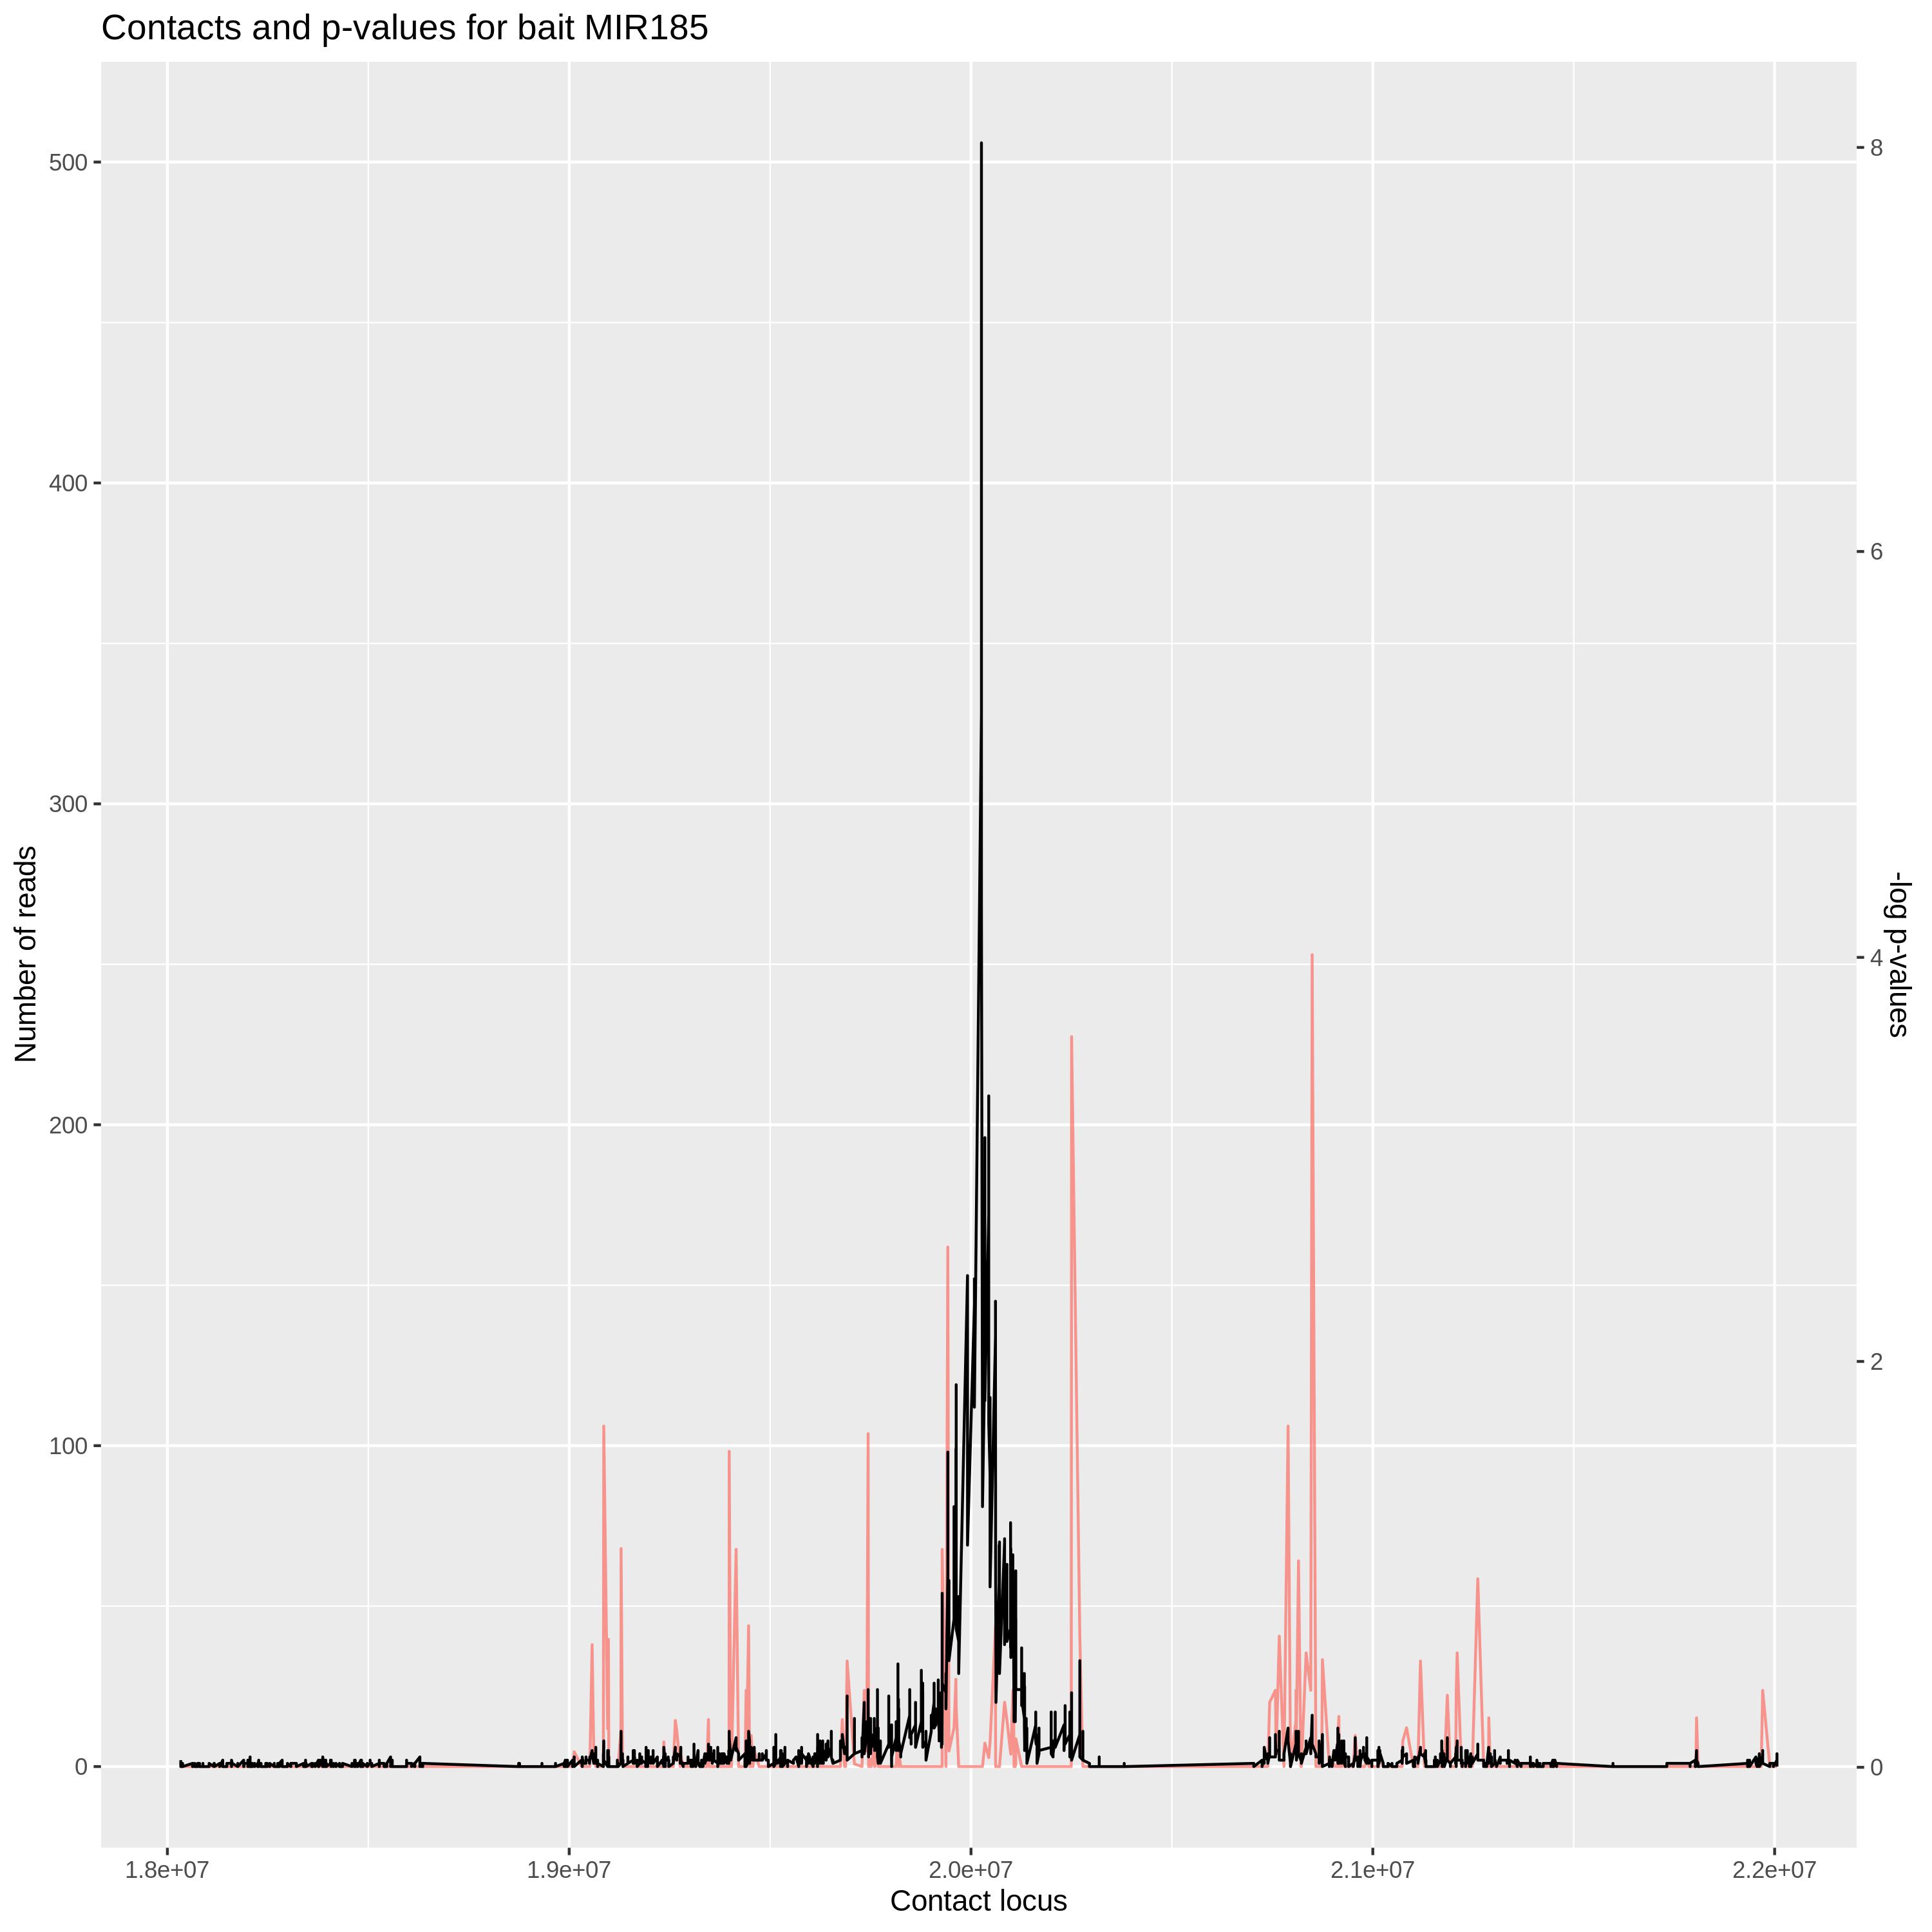 Contacts and p-values for bait MIR185
500
400
300
200
100
0
Number of reads
8
6
4
2
0
-log p-values
1.8e+07 1.9e+07 2.0e+07 2.1e+07 2.2e+07
Contact locus